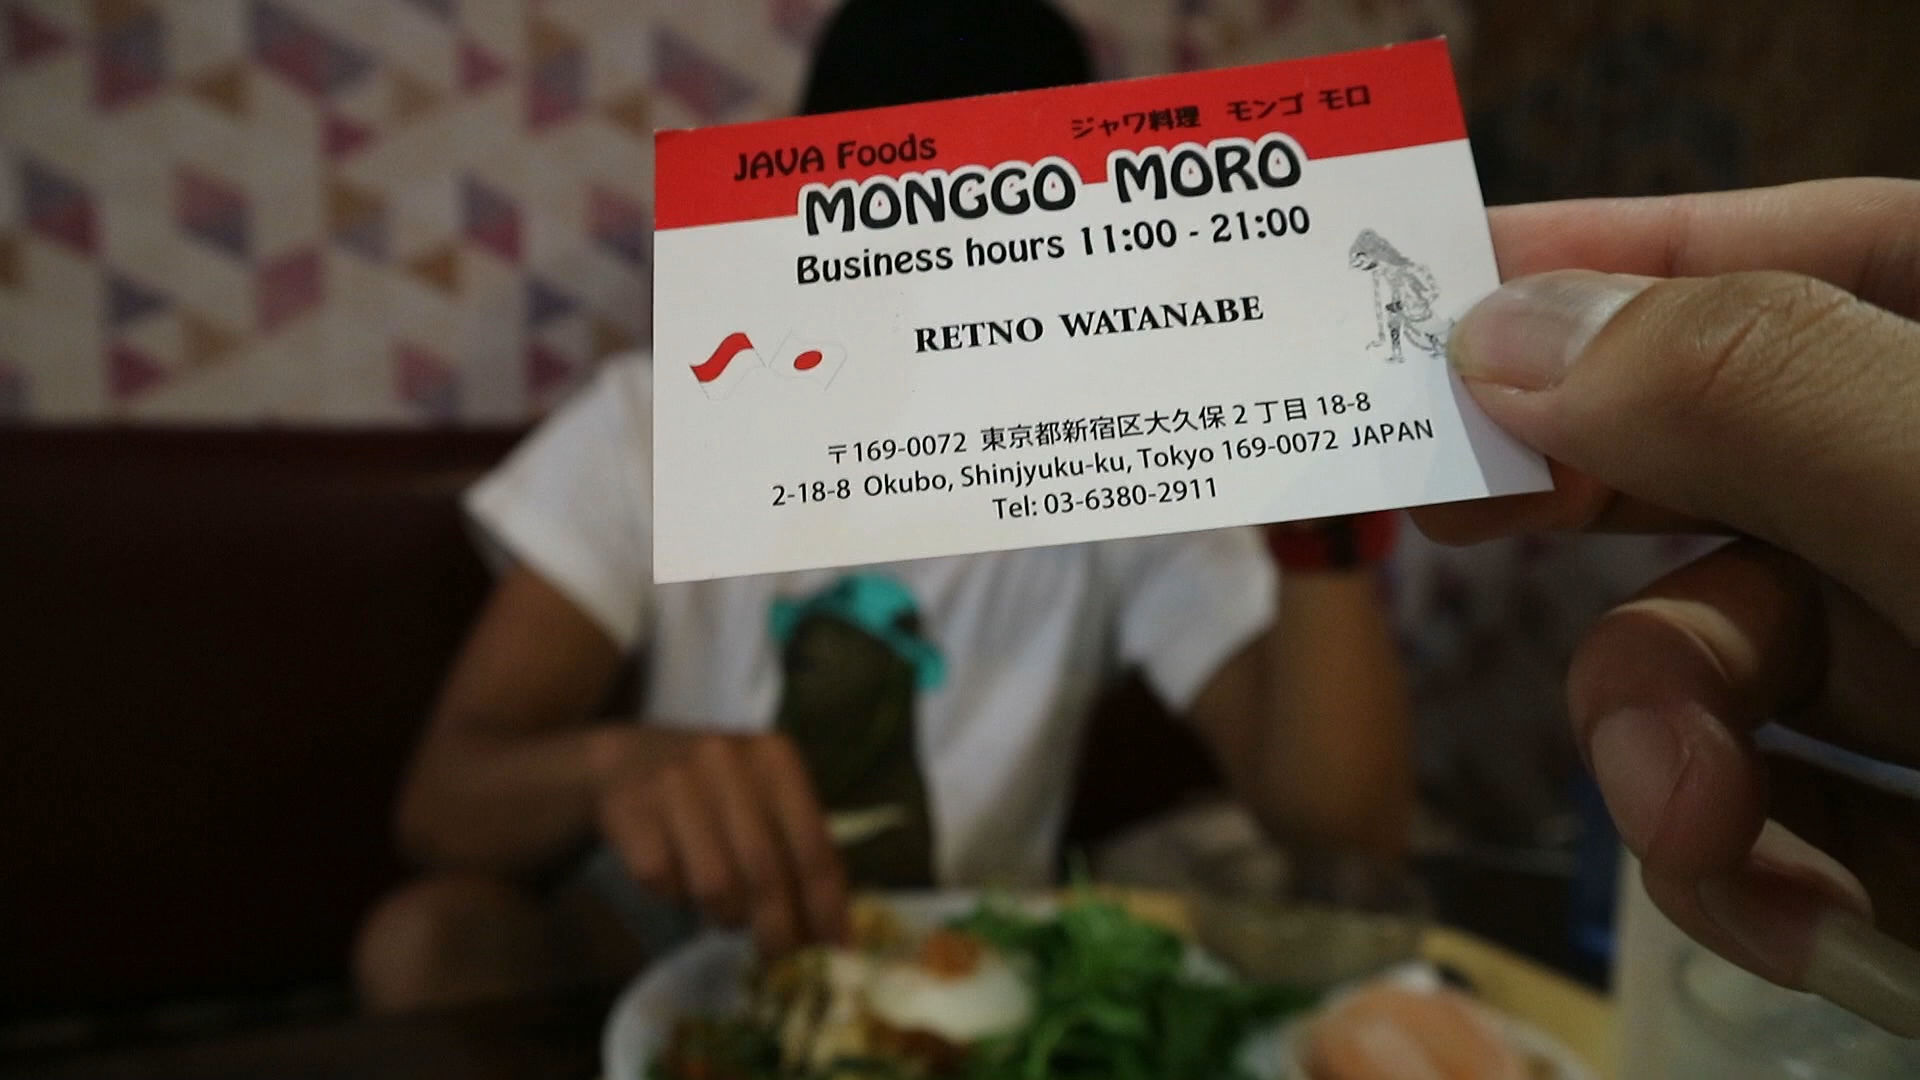 JAVA Foods ジャワ料理 モンゴ モロ
MONGGO MORO
Business hours 11:00 - 21:00
RETNO WATANABE
〒169-0072 東京都新宿区大久保2丁目18-8
2-18-8 Okubo, Shinjyuku-ku, Tokyo 169-0072 JAPAN
Tel: 03-6380-2911